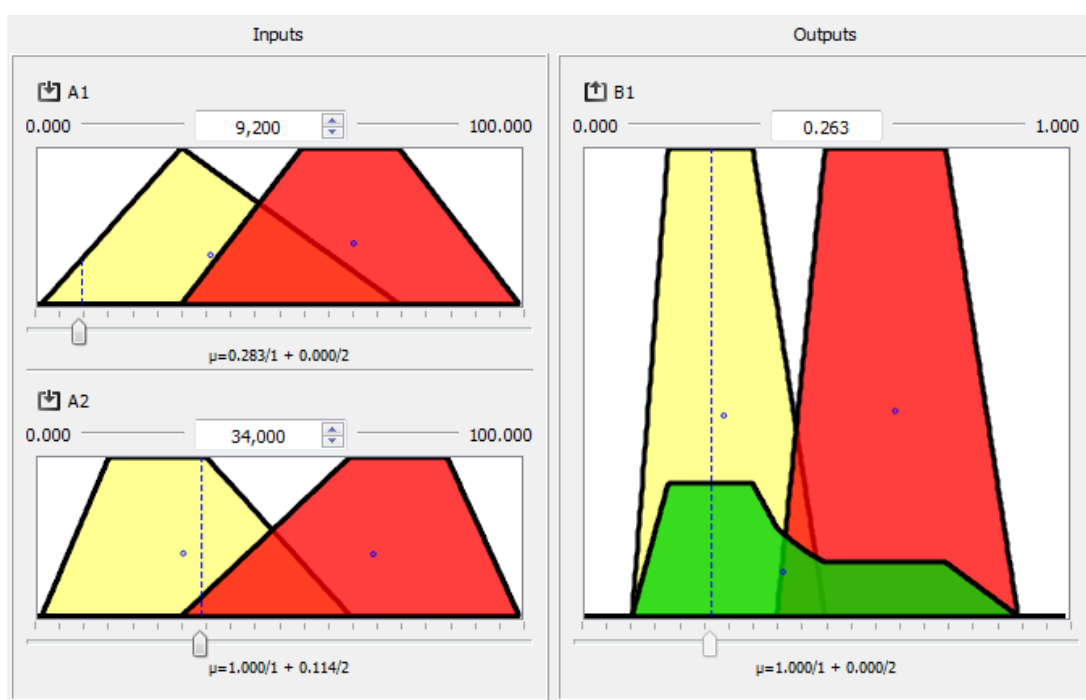 Inputs
A1
0.000 9,200 100.000
μ=0.283/1 + 0.000/2
A2
0.000 34,000 100.000
μ=1.000/1 + 0.114/2
Outputs
B1
0.000 0.263 1.000
μ=1.000/1 + 0.000/2